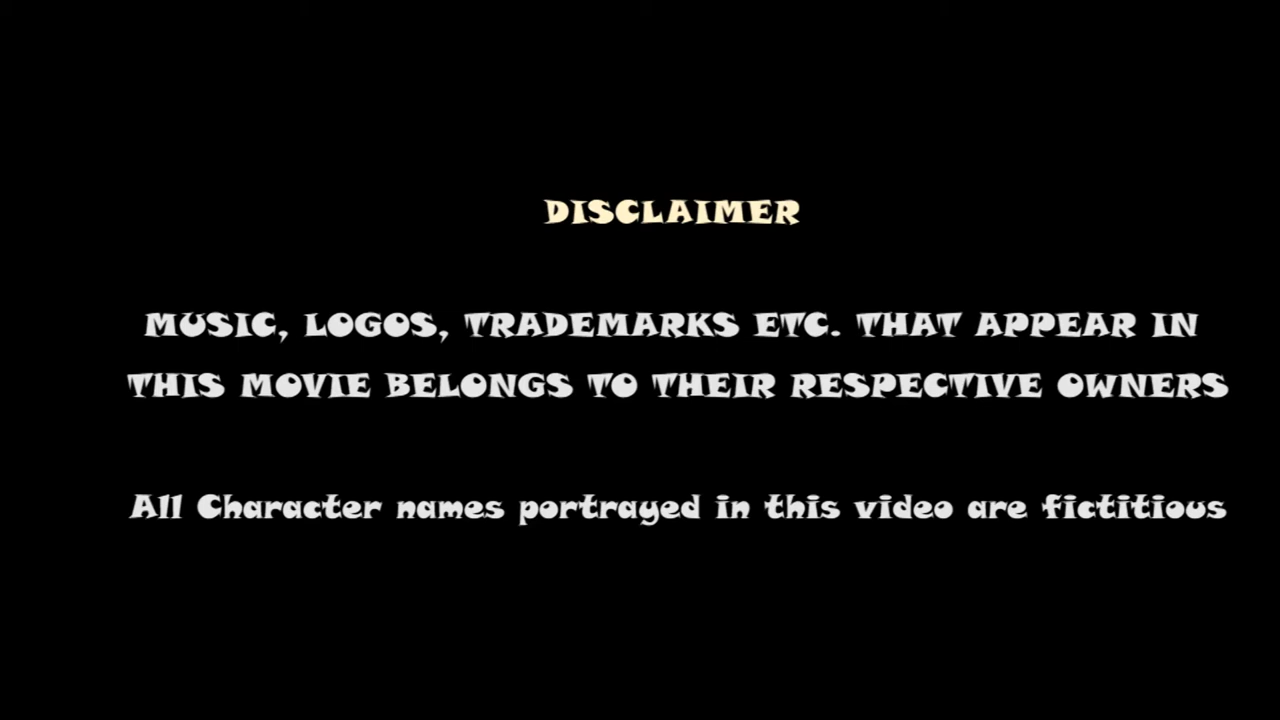 DISCLAIMER
MUSIC, LOGOS, TRADEMARKS ETC. THAT APPEAR IN
THIS MOVIE BELONGS TO THEIR RESPECTIVE OWNERS
All Character names portrayed in this video are fictitious